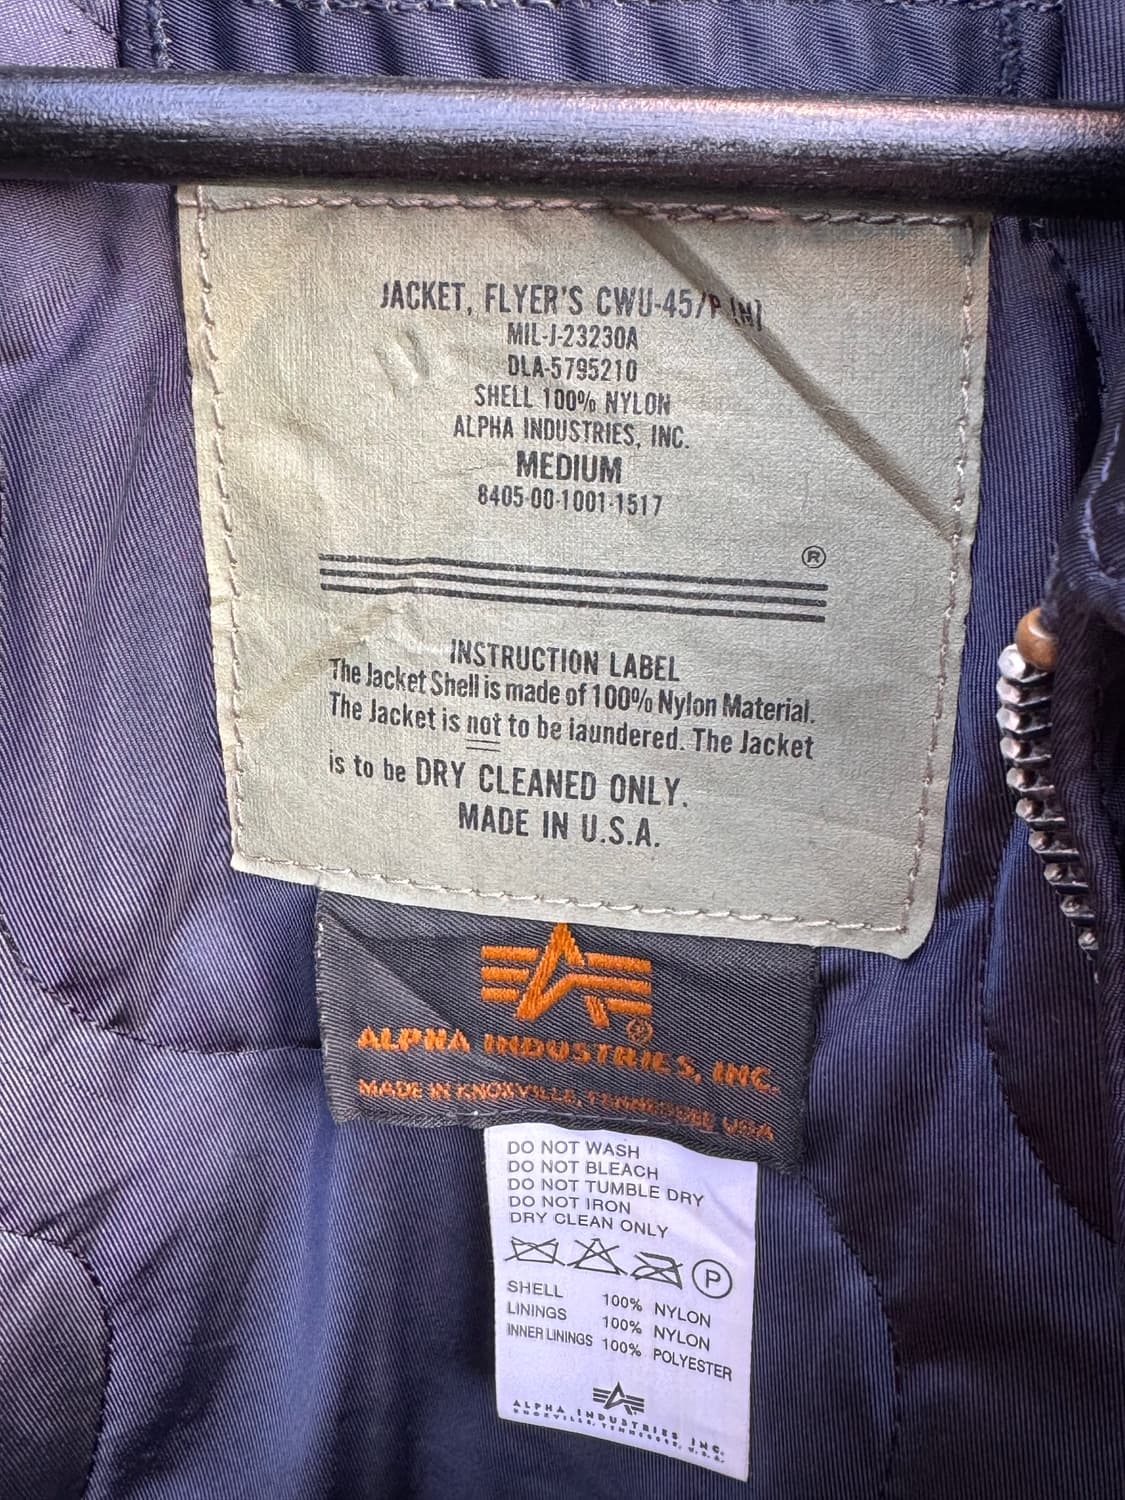 JACKET, FLYER'S CWU-45/P (N)
MIL-J-23230A
DLA-5795210
SHELL 100% NYLON
ALPHA INDUSTRIES, INC.
MEDIUM
8405-00-1001-1517
®
INSTRUCTION LABEL
The Jacket Shell is made of 100% Nylon Material.
The Jacket is not to be laundered. The Jacket
is to be DRY CLEANED ONLY.
MADE IN U.S.A.
®
ALPHA INDUSTRIES, INC.
MADE IN KNOXVILLE, TENNESSEE USA
DO NOT WASH
DO NOT BLEACH
DO NOT TUMBLE DRY
DO NOT IRON
DRY CLEAN ONLY
P
SHELL 100% NYLON
LININGS 100% NYLON
INNER LININGS 100% POLYESTER
ALPHA INDUSTRIES INC.
KNOXVILLE, TENNESSEE, U.S.A.